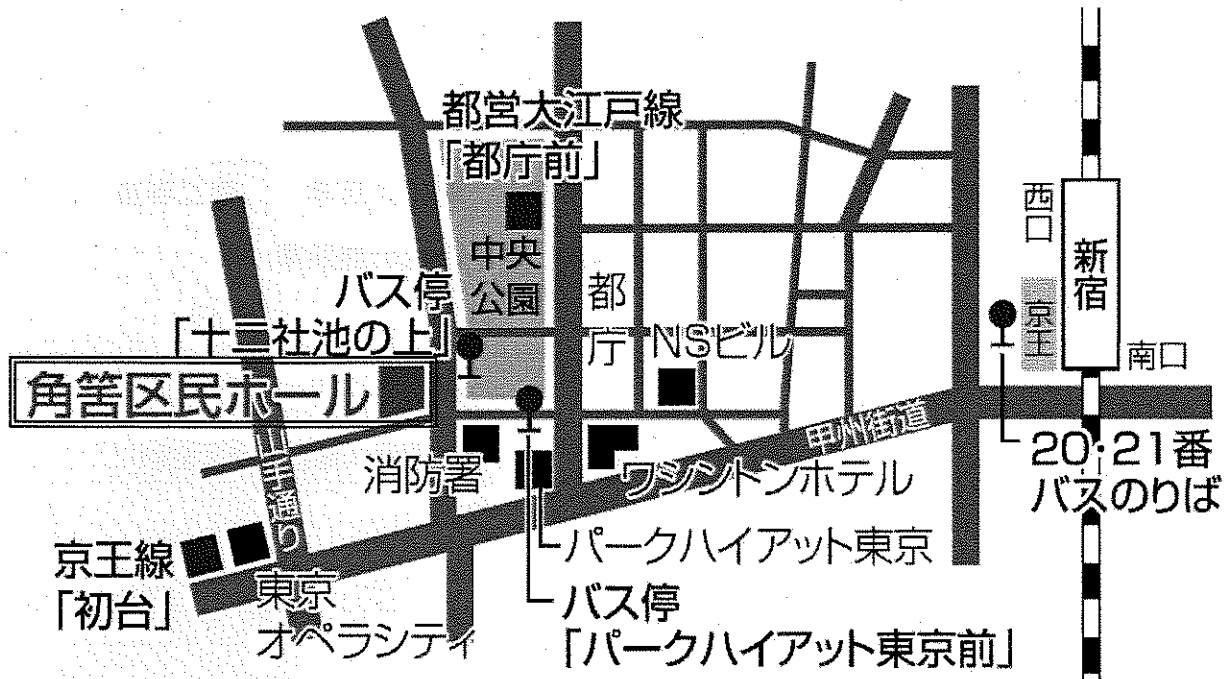 都営大江戸線
「都庁前」
西口
新宿
中央
公園
都庁
バス停
「十二社池の上」
NSビル
京王
南口
角筈区民ホール
甲州街道
20・21番
バスのりば
消防署
ワシントンホテル
山手通り
パークハイアット東京
京王線
「初台」
東京
オペラシティ
バス停
「パークハイアット東京前」